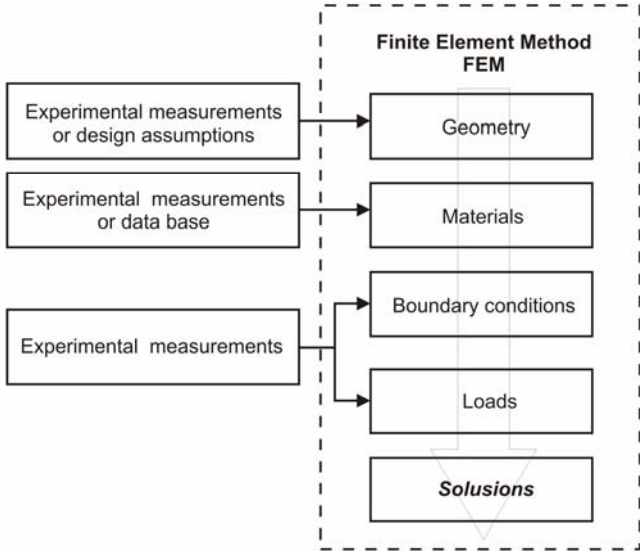 Finite Element Method
FEM
Experimental measurements
or design assumptions
Geometry
Experimental measurements
or data base
Materials
Boundary conditions
Experimental measurements
Loads
Solusions